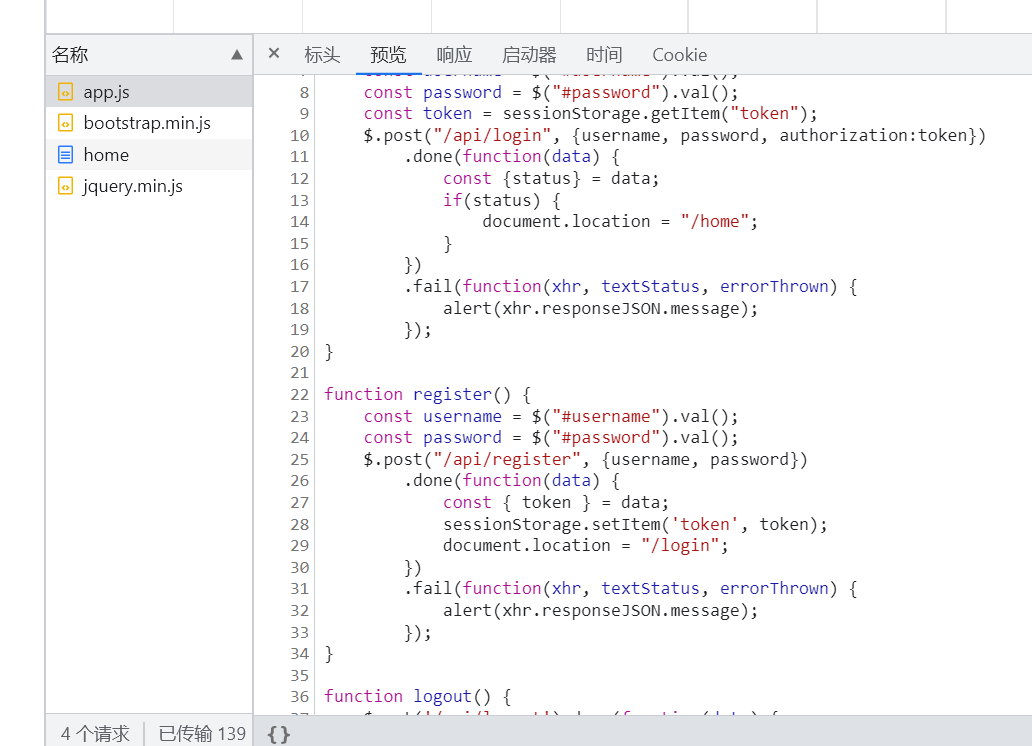 名称
app.js
bootstrap.min.js
home
jquery.min.js
4 个请求
已传输 139
× 标头 预览 响应 启动器 时间 Cookie
8 const password = $("#password").val();
9 const token = sessionStorage.getItem("token");
10 $.post("/api/login", {username, password, authorization:token})
11 .done(function(data) {
12 const {status} = data;
13 if(status) {
14 document.location = "/home";
15 }
16 })
17 .fail(function(xhr, textStatus, errorThrown) {
18 alert(xhr.responseJSON.message);
19 });
20 }
21
22 function register() {
23 const username = $("#username").val();
24 const password = $("#password").val();
25 $.post("/api/register", {username, password})
26 .done(function(data) {
27 const { token } = data;
28 sessionStorage.setItem('token', token);
29 document.location = "/login";
30 })
31 .fail(function(xhr, textStatus, errorThrown) {
32 alert(xhr.responseJSON.message);
33 });
34 }
35
36 function logout() {
{}